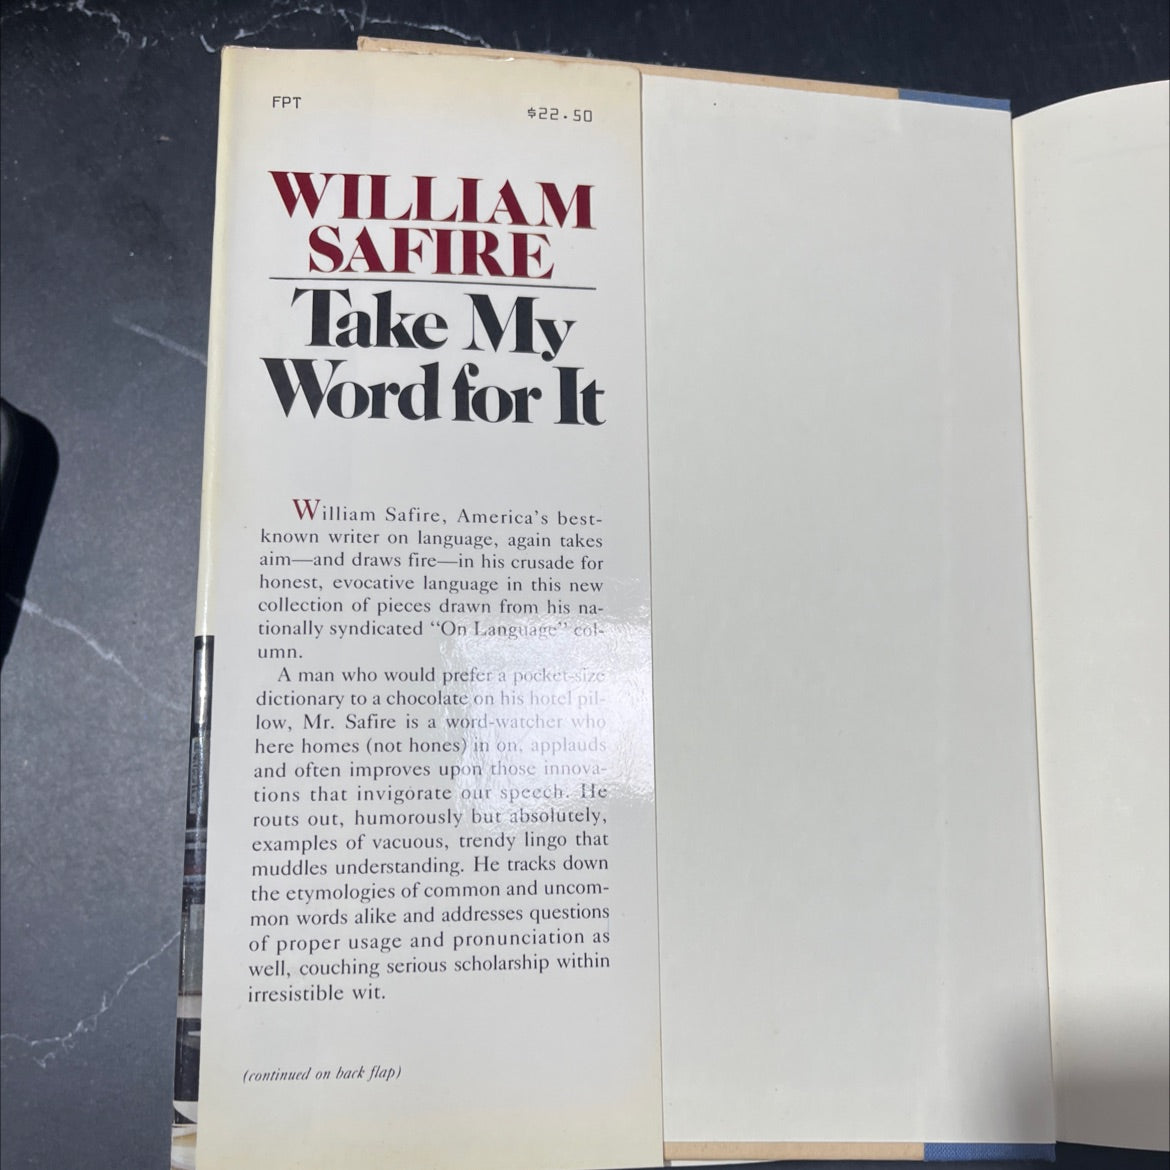 FPT
$22.50
WILLIAM
SAFIRE
Take My
Word for It
William Safire, America's best-
known writer on language, again takes
aim—and draws fire—in his crusade for
honest, evocative language in this new
collection of pieces drawn from his na-
tionally syndicated “On Language” col-
umn.
A man who would prefer a pocket-size
dictionary to a chocolate on his hotel pil-
low, Mr. Safire is a word-watcher who
here homes (not hones) in on, applauds
and often improves upon those innova-
tions that invigorate our speech. He
routs out, humorously but absolutely,
examples of vacuous, trendy lingo that
muddles understanding. He tracks down
the etymologies of common and uncom-
mon words alike and addresses questions
of proper usage and pronunciation as
well, couching serious scholarship within
irresistible wit.
(continued on back flap)